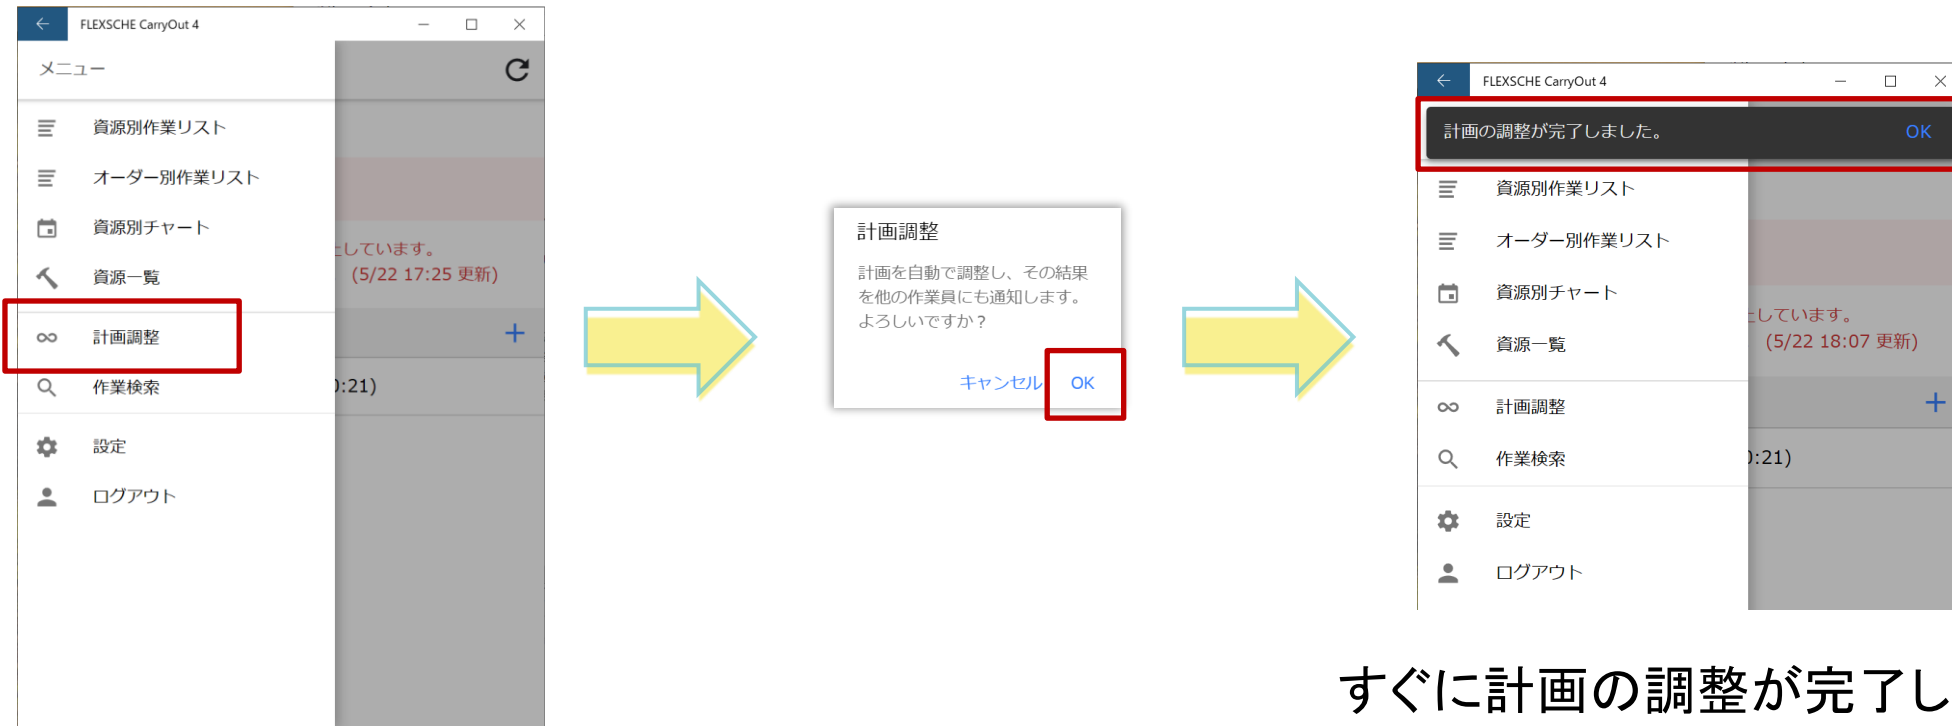 FLEXSCHE CarryOut 4
メニュー
資源別作業リスト
オーダー別作業リスト
資源別チャート
資源一覧
しています。
(5/22 17:25 更新)
計画調整
作業検索
:21)
設定
ログアウト
計画調整
計画を自動で調整し、その結果
を他の作業員にも通知します。
よろしいですか？
キャンセル OK
FLEXSCHE CarryOut 4
計画の調整が完了しました。 OK
資源別作業リスト
オーダー別作業リスト
資源別チャート
資源一覧
しています。
(5/22 18:07 更新)
計画調整
作業検索
:21)
設定
ログアウト
すぐに計画の調整が完了し